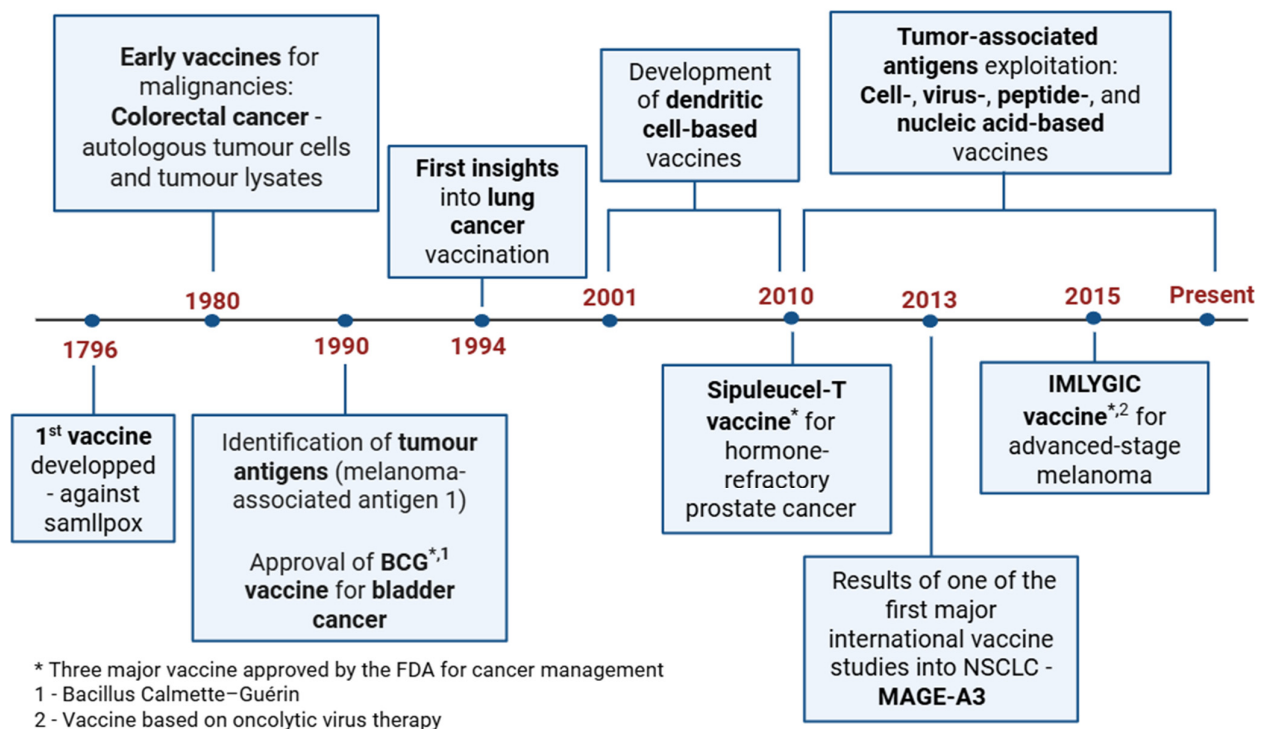 Early vaccines for
malignancies:
Colorectal cancer -
autologous tumour cells
and tumour lysates
First insights
into lung
cancer
vaccination
Development
of dendritic
cell-based
vaccines
Tumor-associated
antigens exploitation:
Cell-, virus-, peptide-, and
nucleic acid-based
vaccines
1796
1980
1990
1994
2001
2010
2013
2015
Present
1st vaccine
developped
- against
samllpox
Identification of tumour
antigens (melanoma-
associated antigen 1)
Approval of BCG*,1
vaccine for bladder
cancer
Sipuleucel-T
vaccine* for
hormone-
refractory
prostate cancer
Results of one of the
first major
international vaccine
studies into NSCLC -
MAGE-A3
IMLYGIC
vaccine*,2 for
advanced-stage
melanoma
* Three major vaccine approved by the FDA for cancer management
1 - Bacillus Calmette–Guérin
2 - Vaccine based on oncolytic virus therapy